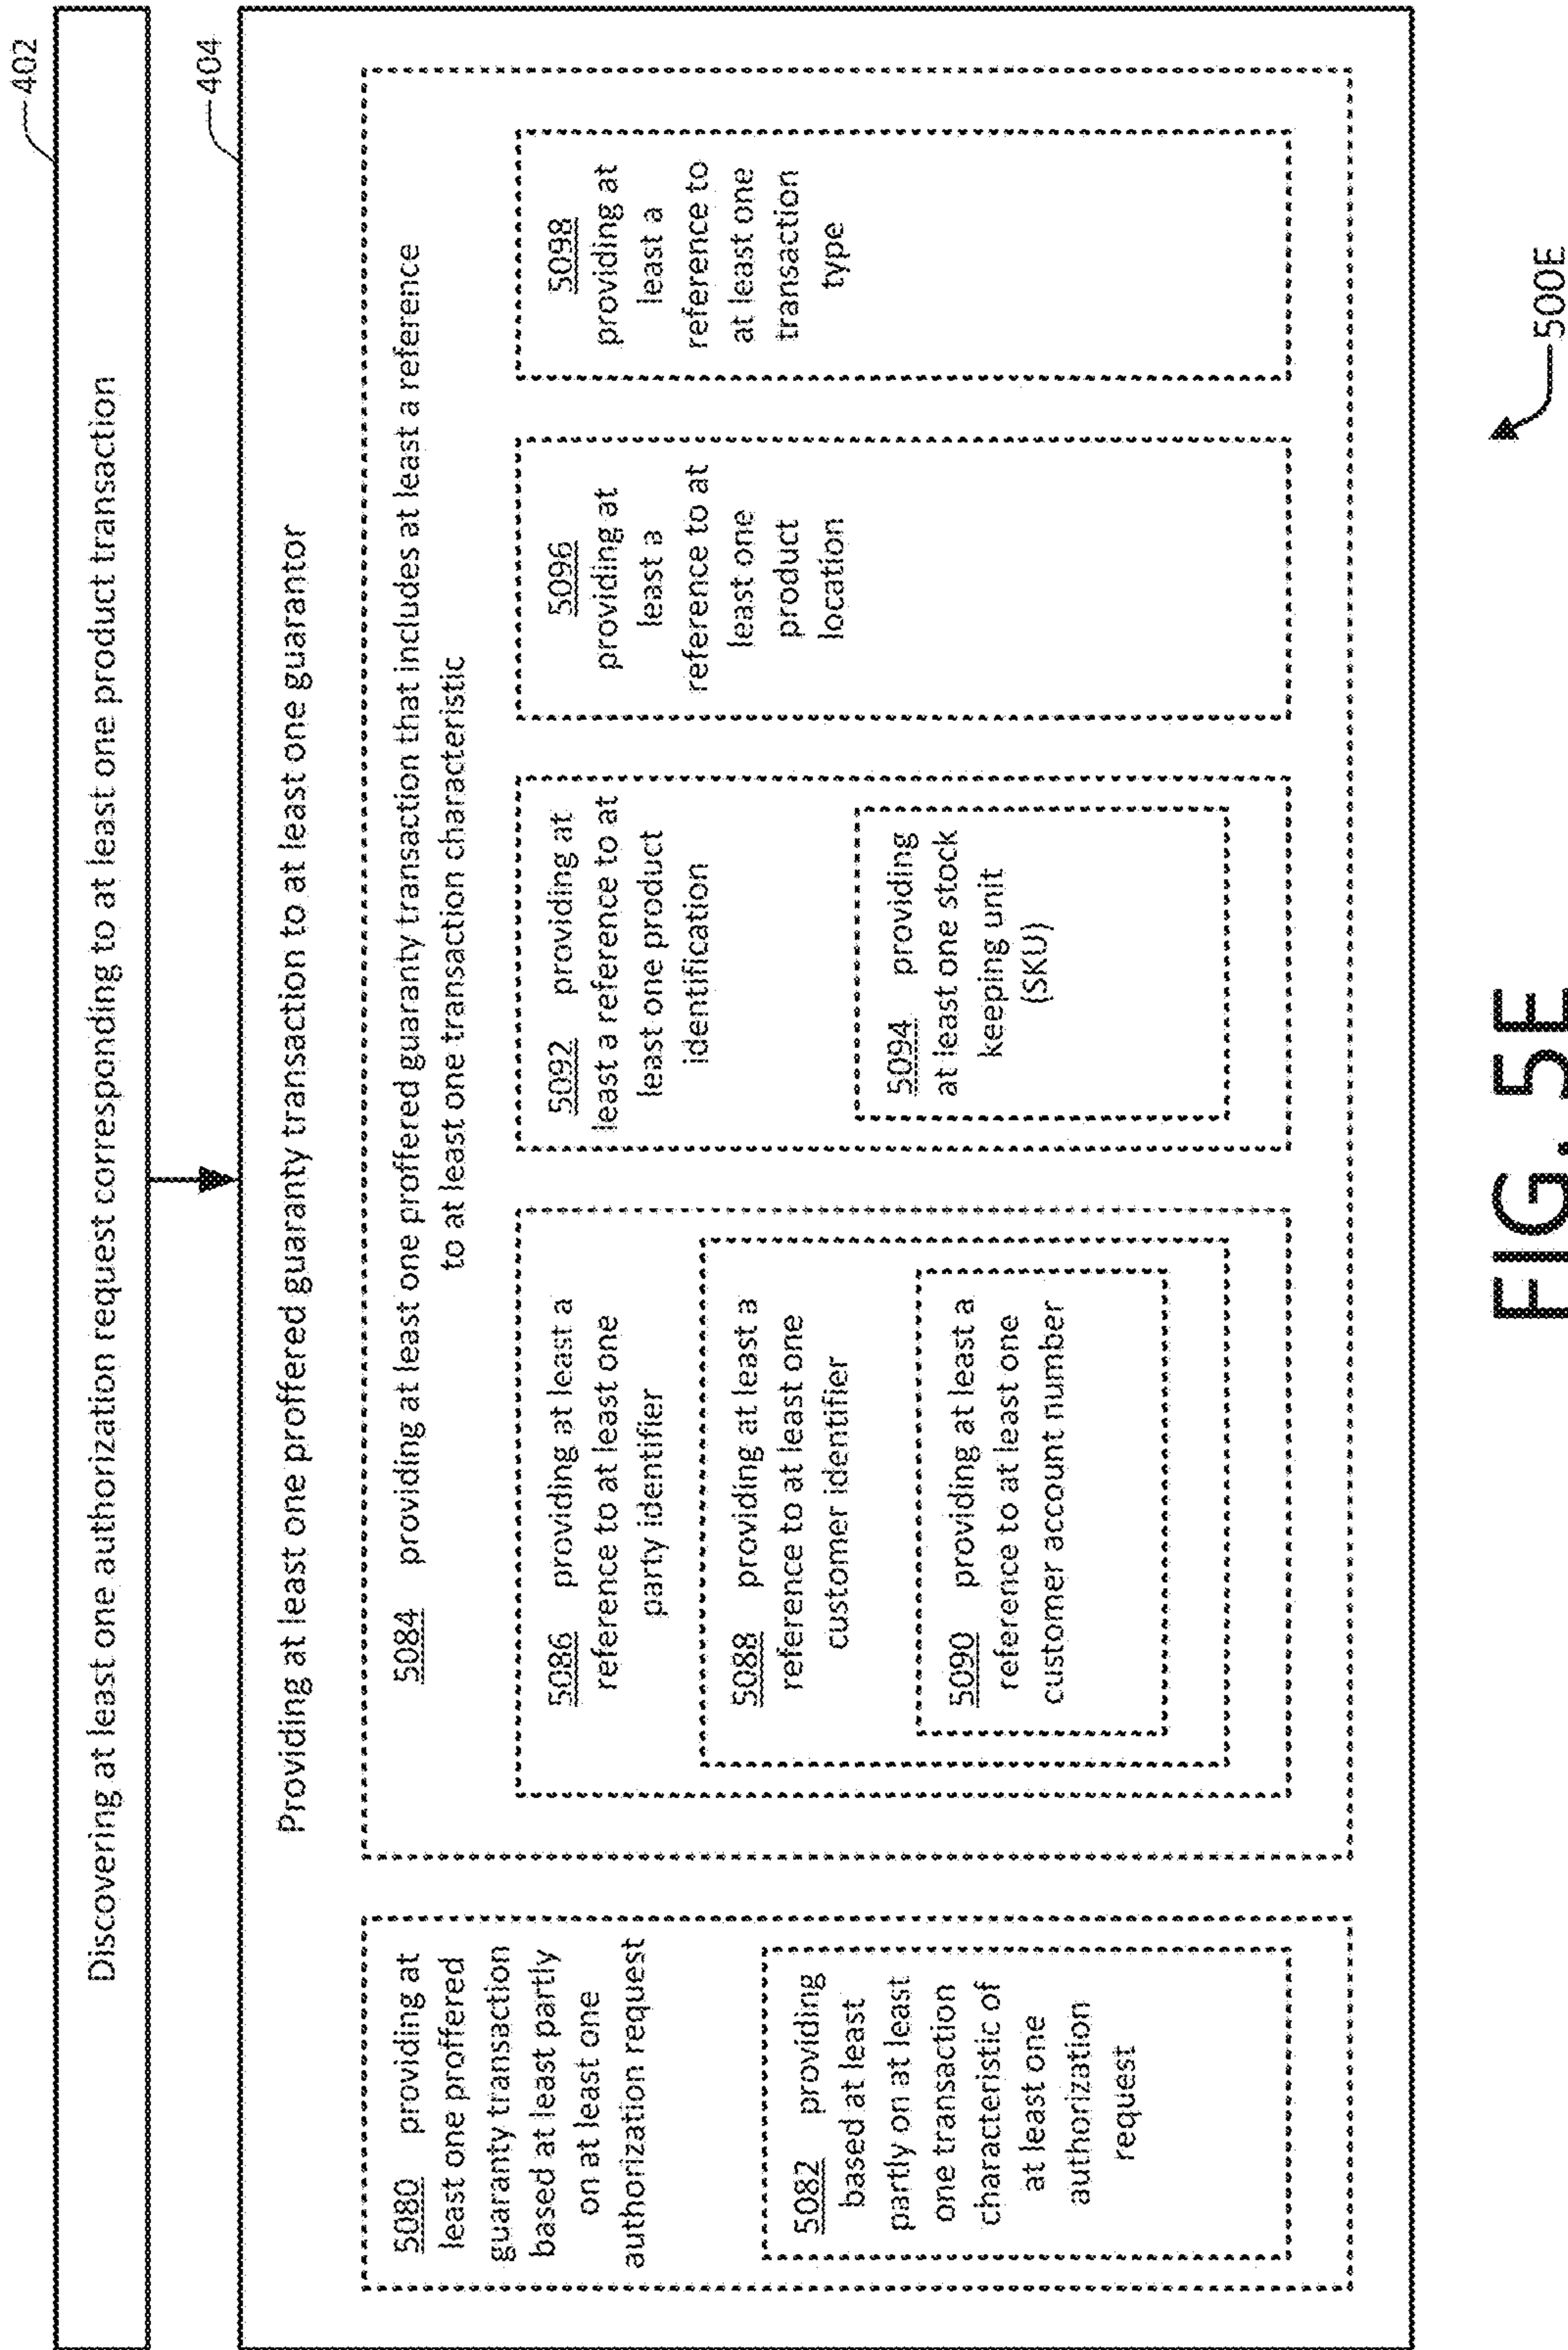 402
Discovering at least one authorization request corresponding to at least one product transaction
404
Providing at least one proffered guaranty transaction to at least one guarantor
5080 providing at
least one proffered
guaranty transaction
based at least partly
on at least one
authorization request
5082 providing
based at least
partly on at least
one transaction
characteristic of
at least one
authorization
request
5084 providing at least one proffered guaranty transaction that includes at least a reference
to at least one transaction characteristic
5086 providing at least a
reference to at least one
party identifier
5088 providing at least a
reference to at least one
customer identifier
5090 providing at least a
reference to at least one
customer account number
5092 providing at
least a reference to at
least one product
identification
5094 providing
at least one stock
keeping unit
(SKU)
5096
providing at
least a
reference to at
least one
product
location
5098
providing at
least a
reference to
at least one
transaction
type
500E
FIG. 5E